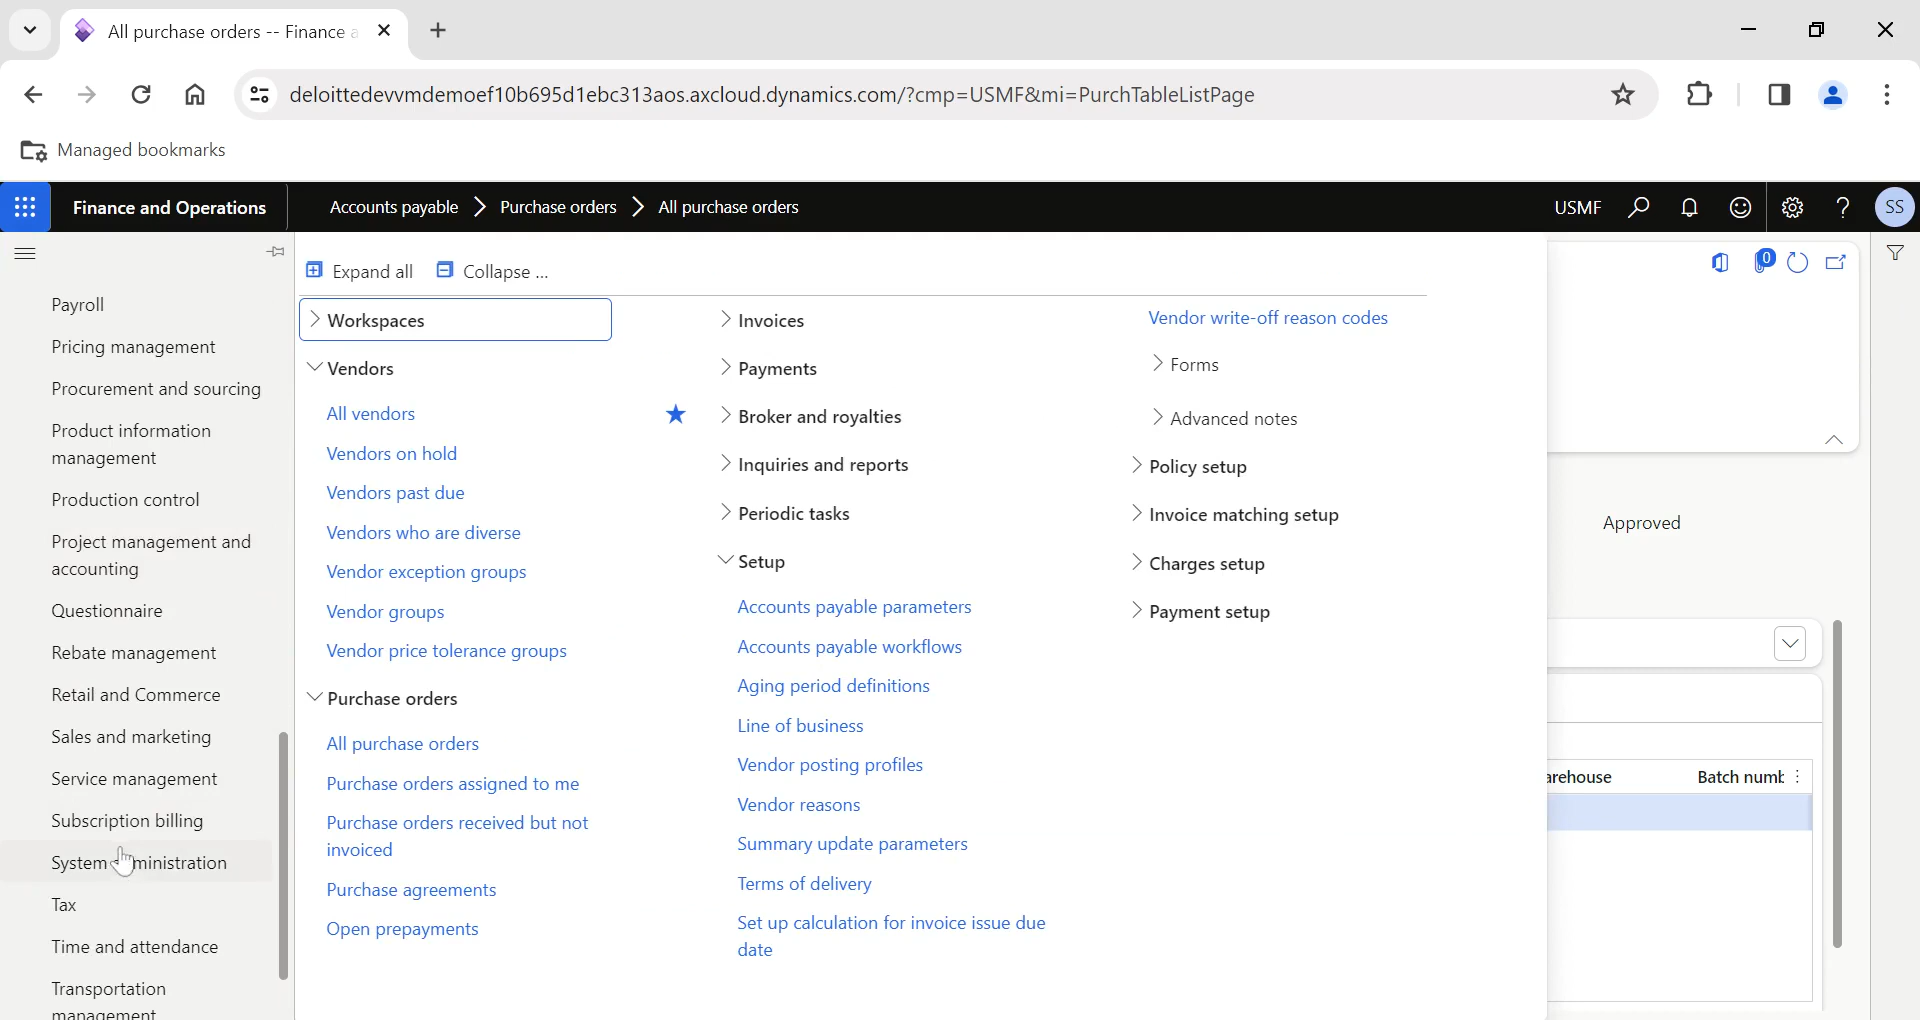 All purchase orders -- Finance a
deloittedevvmdemoef10b695d1ebc313aos.axcloud.dynamics.com/?cmp=USMF&mi=PurchTableListPage
Managed bookmarks
Finance and Operations
Accounts payable
Purchase orders
All purchase orders
USMF
?
SS
Payroll
Pricing management
Procurement and sourcing
Product information
management
Production control
Project management and
accounting
Questionnaire
Rebate management
Retail and Commerce
Sales and marketing
Service management
Subscription billing
System administration
Tax
Time and attendance
Transportation
management
Expand all
Collapse ...
Workspaces
Vendors
All vendors
Vendors on hold
Vendors past due
Vendors who are diverse
Vendor exception groups
Vendor groups
Vendor price tolerance groups
Purchase orders
All purchase orders
Purchase orders assigned to me
Purchase orders received but not
invoiced
Purchase agreements
Open prepayments
Invoices
Payments
Broker and royalties
Inquiries and reports
Periodic tasks
Setup
Accounts payable parameters
Accounts payable workflows
Aging period definitions
Line of business
Vendor posting profiles
Vendor reasons
Summary update parameters
Terms of delivery
Set up calculation for invoice issue due
date
Vendor write-off reason codes
Forms
Advanced notes
Policy setup
Invoice matching setup
Charges setup
Payment setup
0
Approved
arehouse
Batch numb